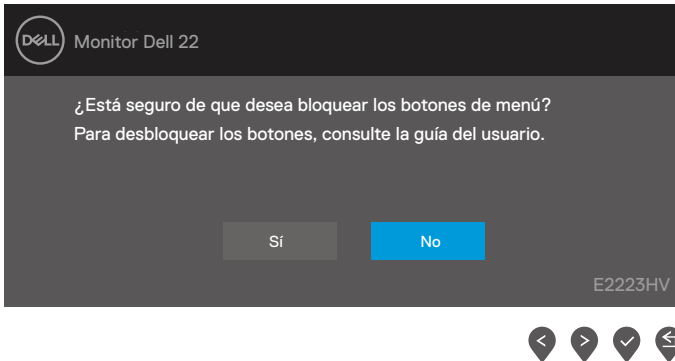 DELL
Monitor Dell 22
¿Está seguro de que desea bloquear los botones de menú?
Para desbloquear los botones, consulte la guía del usuario.
Sí
No
E2223HV